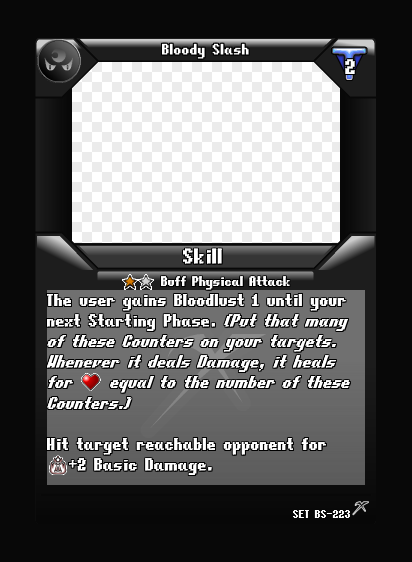 Bloody Slash
2
Skill
Buff Physical Attack
The user gains Bloodlust 1 until your
next Starting Phase. (Put that many
of these Counters on your targets.
Whenever it deals Damage, it heals
for equal to the number of these
Counters.)
Hit target reachable opponent for
+2 Basic Damage.
SET BS-223